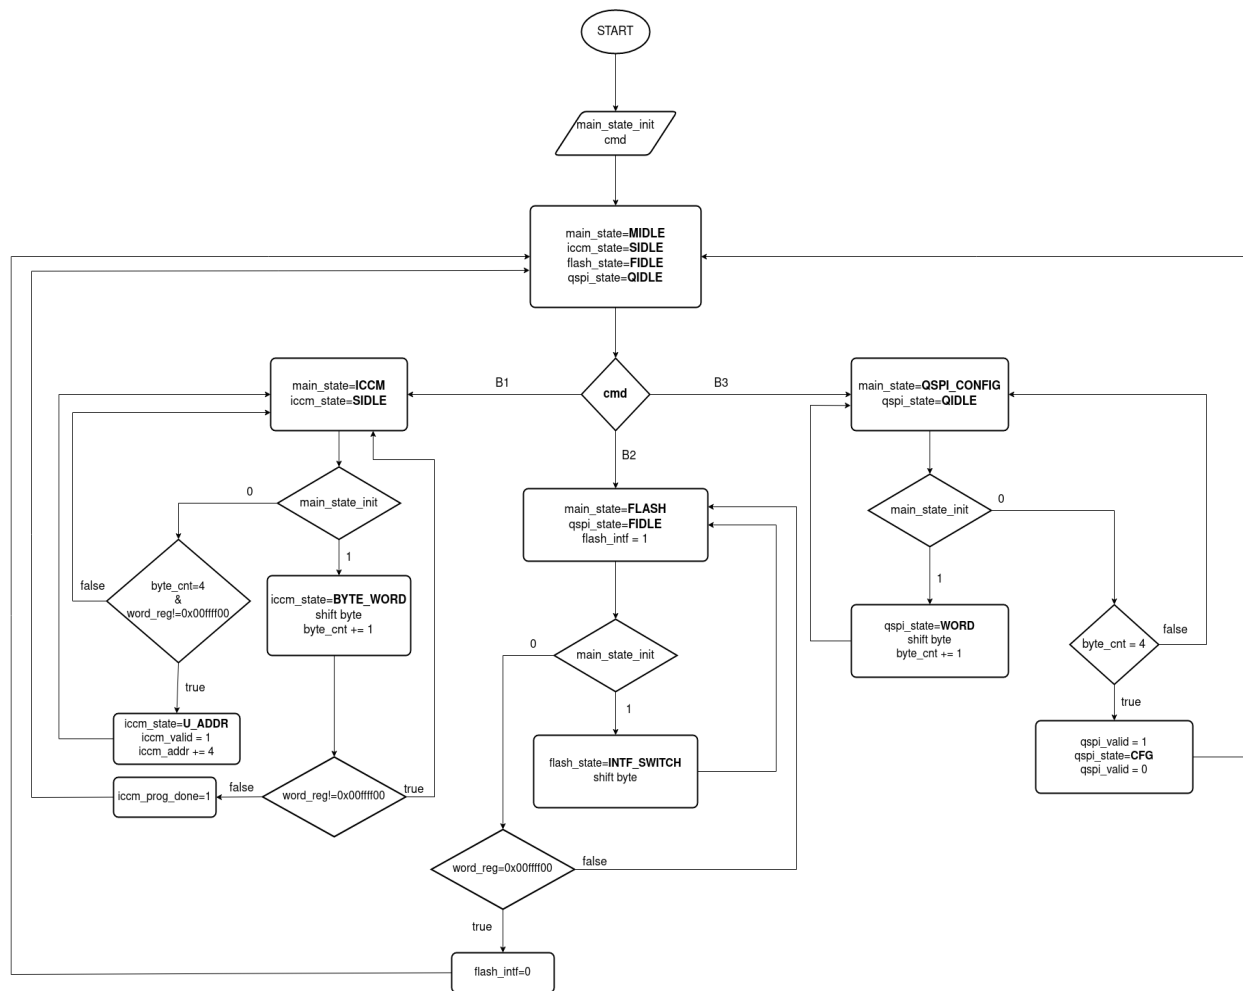 START
main_state_init
cmd
main_state=MIDLE
iccm_state=SIDLE
flash_state=FIDLE
qspi_state=QIDLE
cmd
B1
B3
B2
main_state=ICCM
iccm_state=SIDLE
main_state_init
0
1
byte_cnt=4
&
word_reg!=0x00ffff00
false
true
iccm_state=BYTE_WORD
shift byte
byte_cnt += 1
iccm_state=U_ADDR
iccm_valid = 1
iccm_addr += 4
word_reg!=0x00ffff00
false
true
iccm_prog_done=1
main_state=FLASH
qspi_state=FIDLE
flash_intf = 1
main_state_init
0
1
flash_state=INTF_SWITCH
shift byte
word_reg=0x00ffff00
false
true
flash_intf=0
main_state=QSPI_CONFIG
qspi_state=QIDLE
main_state_init
0
1
qspi_state=WORD
shift byte
byte_cnt += 1
byte_cnt = 4
false
true
qspi_valid = 1
qspi_state=CFG
qspi_valid = 0